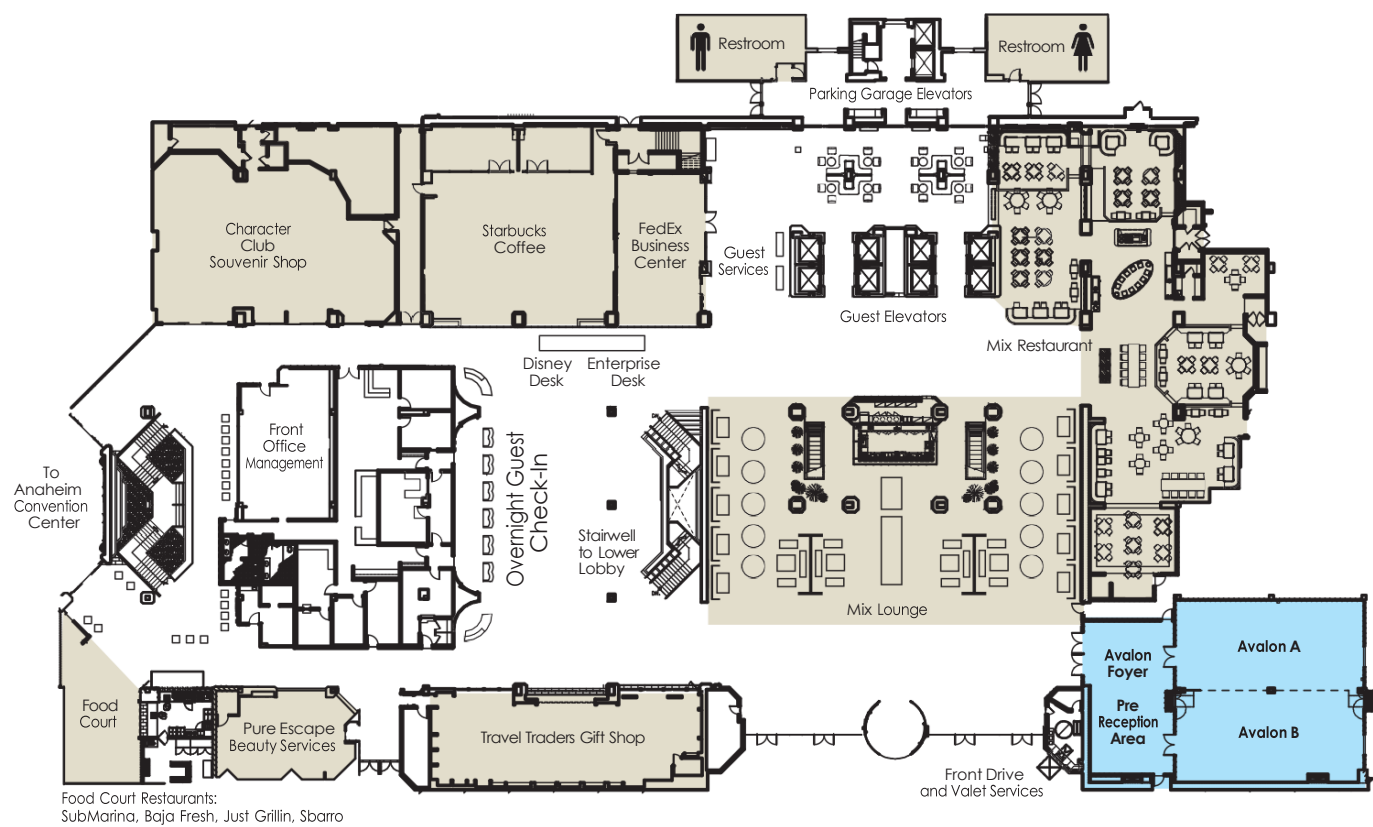 Restroom
Restroom
Parking Garage Elevators
Character
Club
Souvenir Shop
Starbucks
Coffee
FedEx
Business
Center
Guest
Services
Guest Elevators
Mix Restaurant
Disney
Desk
Enterprise
Desk
Front
Office
Management
To
Anaheim
Convention
Center
Overnight Guest
Check-In
Stairwell
to Lower
Lobby
Mix Lounge
Avalon
Foyer
Pre
Reception
Area
Avalon A
Avalon B
Food
Court
Pure Escape
Beauty Services
Travel Traders Gift Shop
Front Drive
and Valet Services
Food Court Restaurants:
SubMarina, Baja Fresh, Just Grillin, Sbarro